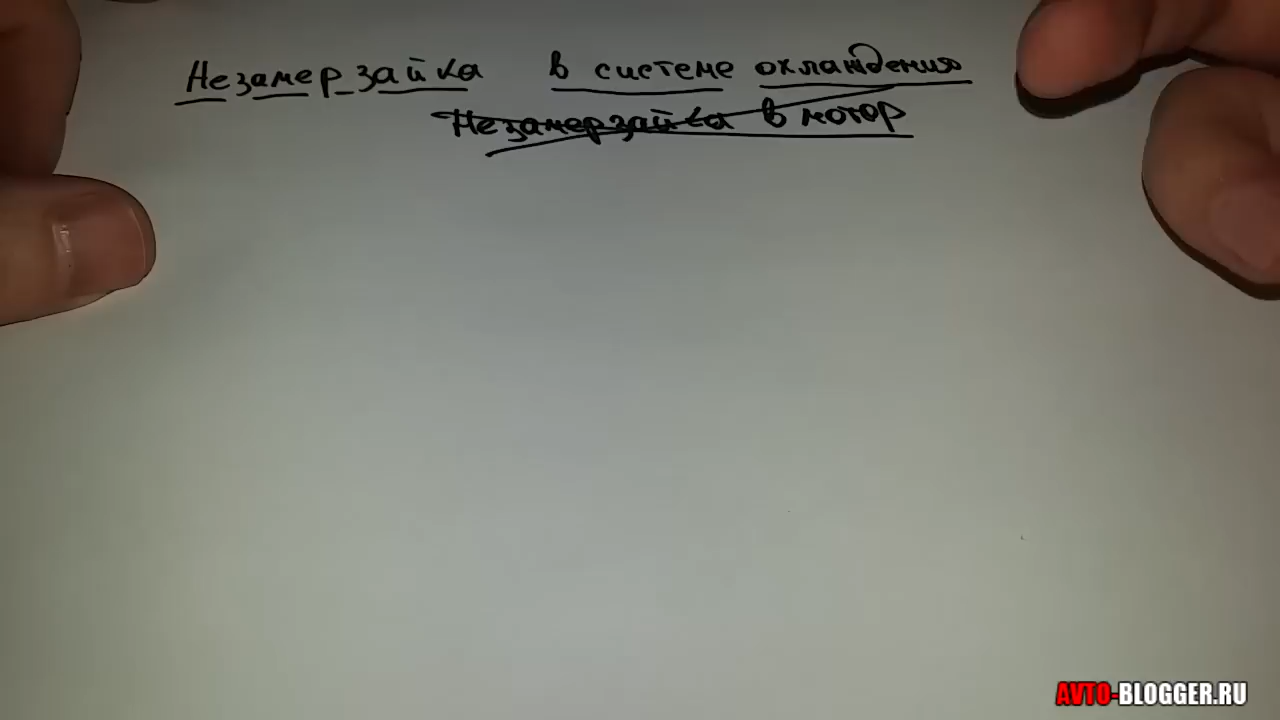 Незамерзайка в системе охлаждения
Незамерзайка в мотор
AVTO-BLOGGER.RU